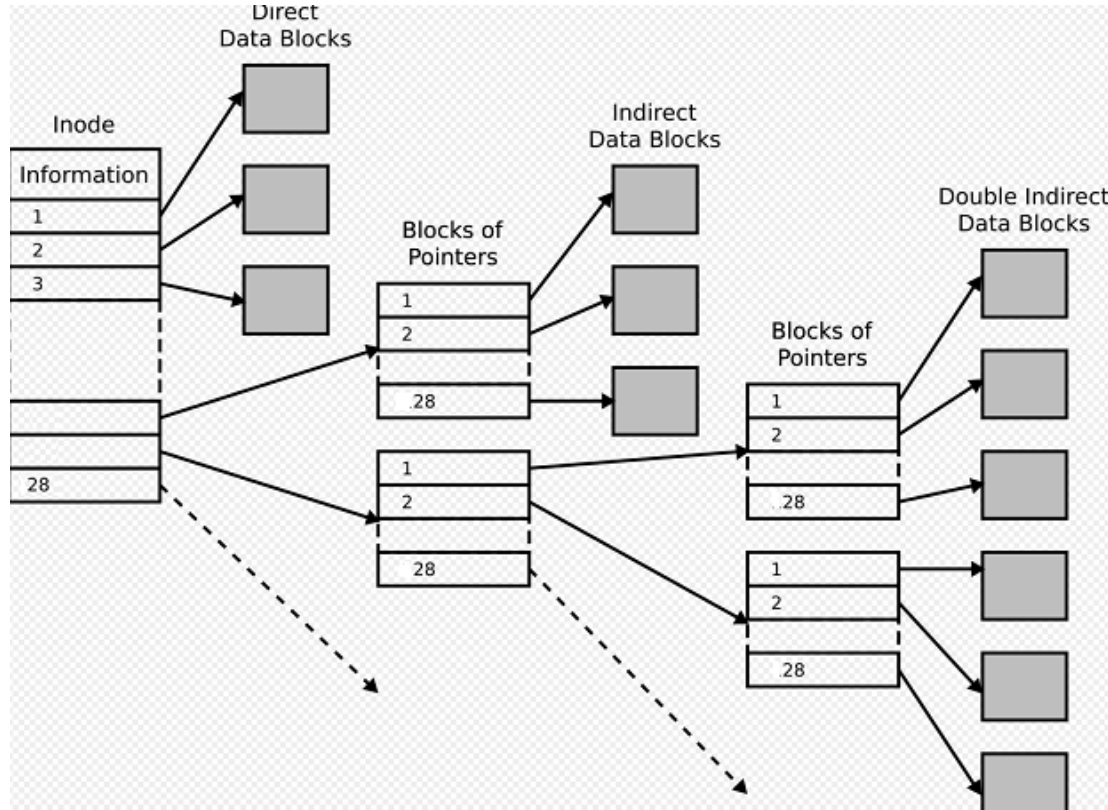 Direct
Data Blocks
Inode
Information
1
2
3
28
Blocks of
Pointers
1
2
.28
1
2
28
Indirect
Data Blocks
Blocks of
Pointers
1
2
.28
1
2
.28
Double Indirect
Data Blocks